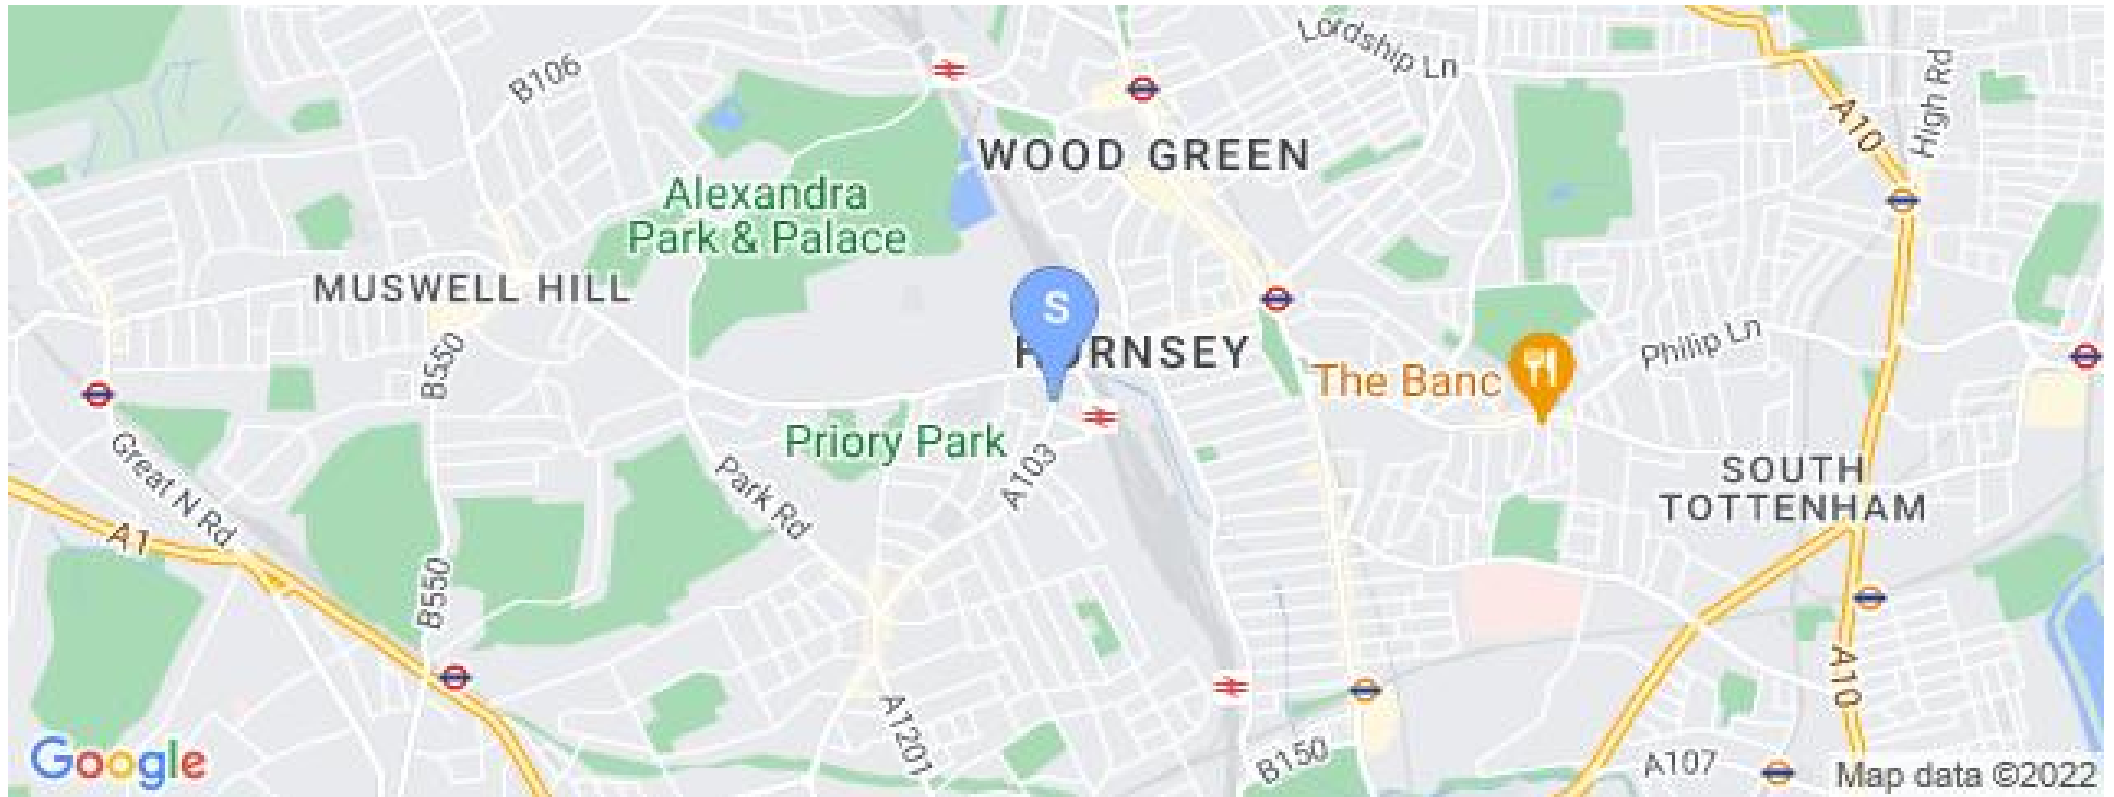 Lordship Ln
B106
High Rd
A10
WOOD GREEN
Alexandra
Park & Palace
MUSWELL HILL
S
HORNSEY
Philip Ln
The Banc
B550
Priory Park
Great N Rd
Park Rd
A103
SOUTH
TOTTENHAM
A1
B550
A10
A1201
B150
A107
Google
Map data ©2022